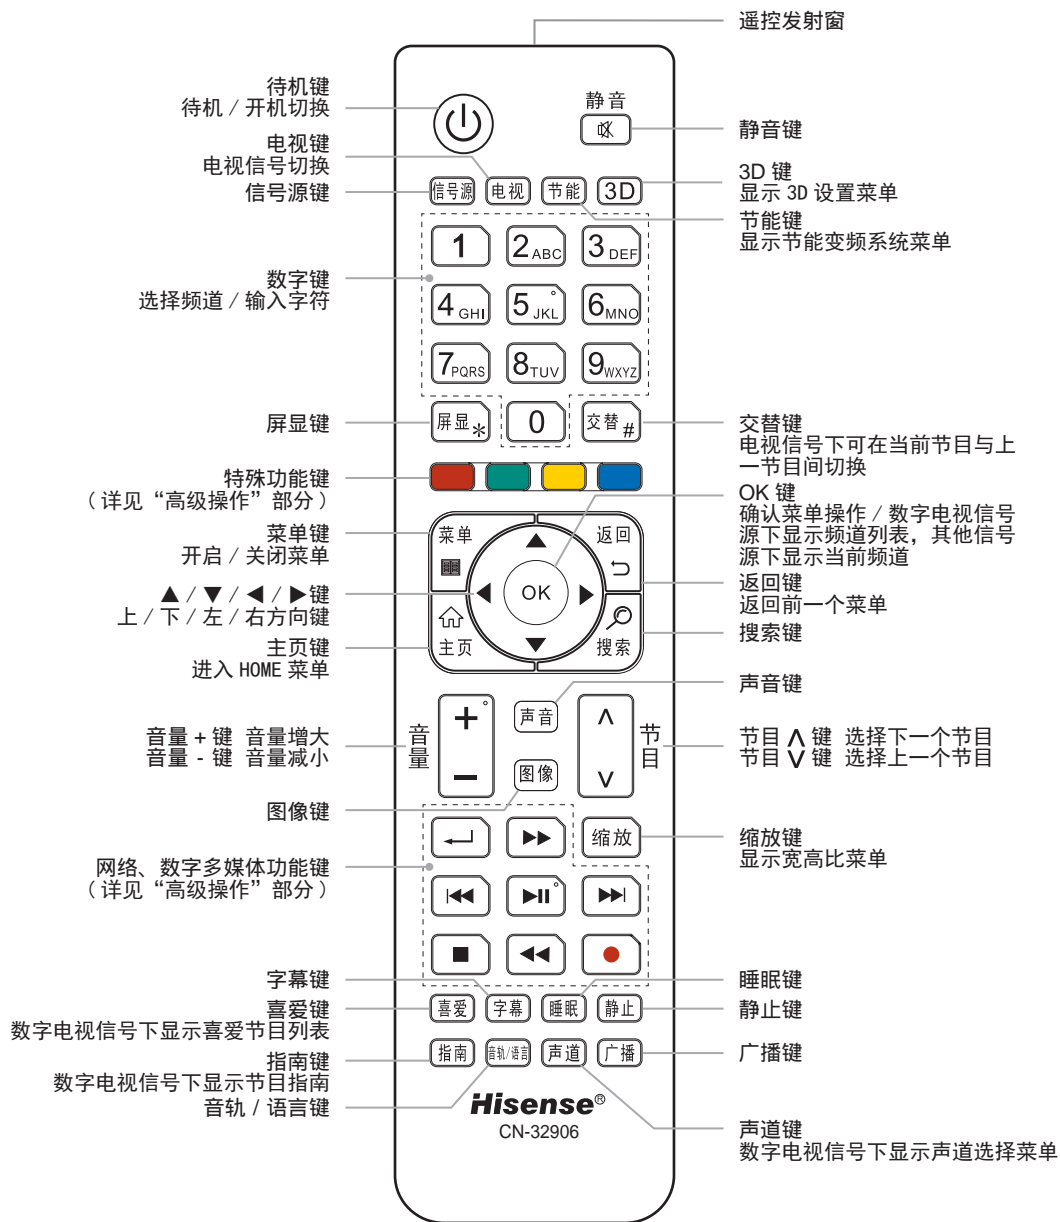 遥控发射窗
待机键
待机 / 开机切换
静音
静音键
电视键
电视信号切换
信号源键
信号源 电视 节能 3D
3D 键
显示 3D 设置菜单
节能键
显示节能变频系统菜单
1 2 ABC 3 DEF
数字键
选择频道 / 输入字符
4 GHI 5 JKL 6 MNO
7 PQRS 8 TUV 9 WXYZ
屏显键
屏显 * 0 交替 #
交替键
电视信号下可在当前节目与上
一节目间切换
特殊功能键
（详见“高级操作”部分）
OK 键
确认菜单操作 / 数字电视信号
源下显示频道列表，其他信号
源下显示当前频道
菜单键
开启 / 关闭菜单
菜单 返回
OK
主页 搜索
▲ / ▼ / ◀ / ▶键
上 / 下 / 左 / 右方向键
返回键
返回前一个菜单
主页键
进入 HOME 菜单
搜索键
声音键
音量 + 键 音量增大
音量 - 键 音量减小
音量
+
−
声音
图像
∧
∨
节目
节目 ∧ 键 选择下一个节目
节目 ∨ 键 选择上一个节目
图像键
缩放
缩放键
显示宽高比菜单
网络、数字多媒体功能键
（详见“高级操作”部分）
字幕键
喜爱键
数字电视信号下显示喜爱节目列表
喜爱 字幕 睡眠 静止
睡眠键
静止键
指南键
数字电视信号下显示节目指南
音轨 / 语言键
指南 音轨/语言 声道 广播
广播键
Hisense®
CN-32906
声道键
数字电视信号下显示声道选择菜单